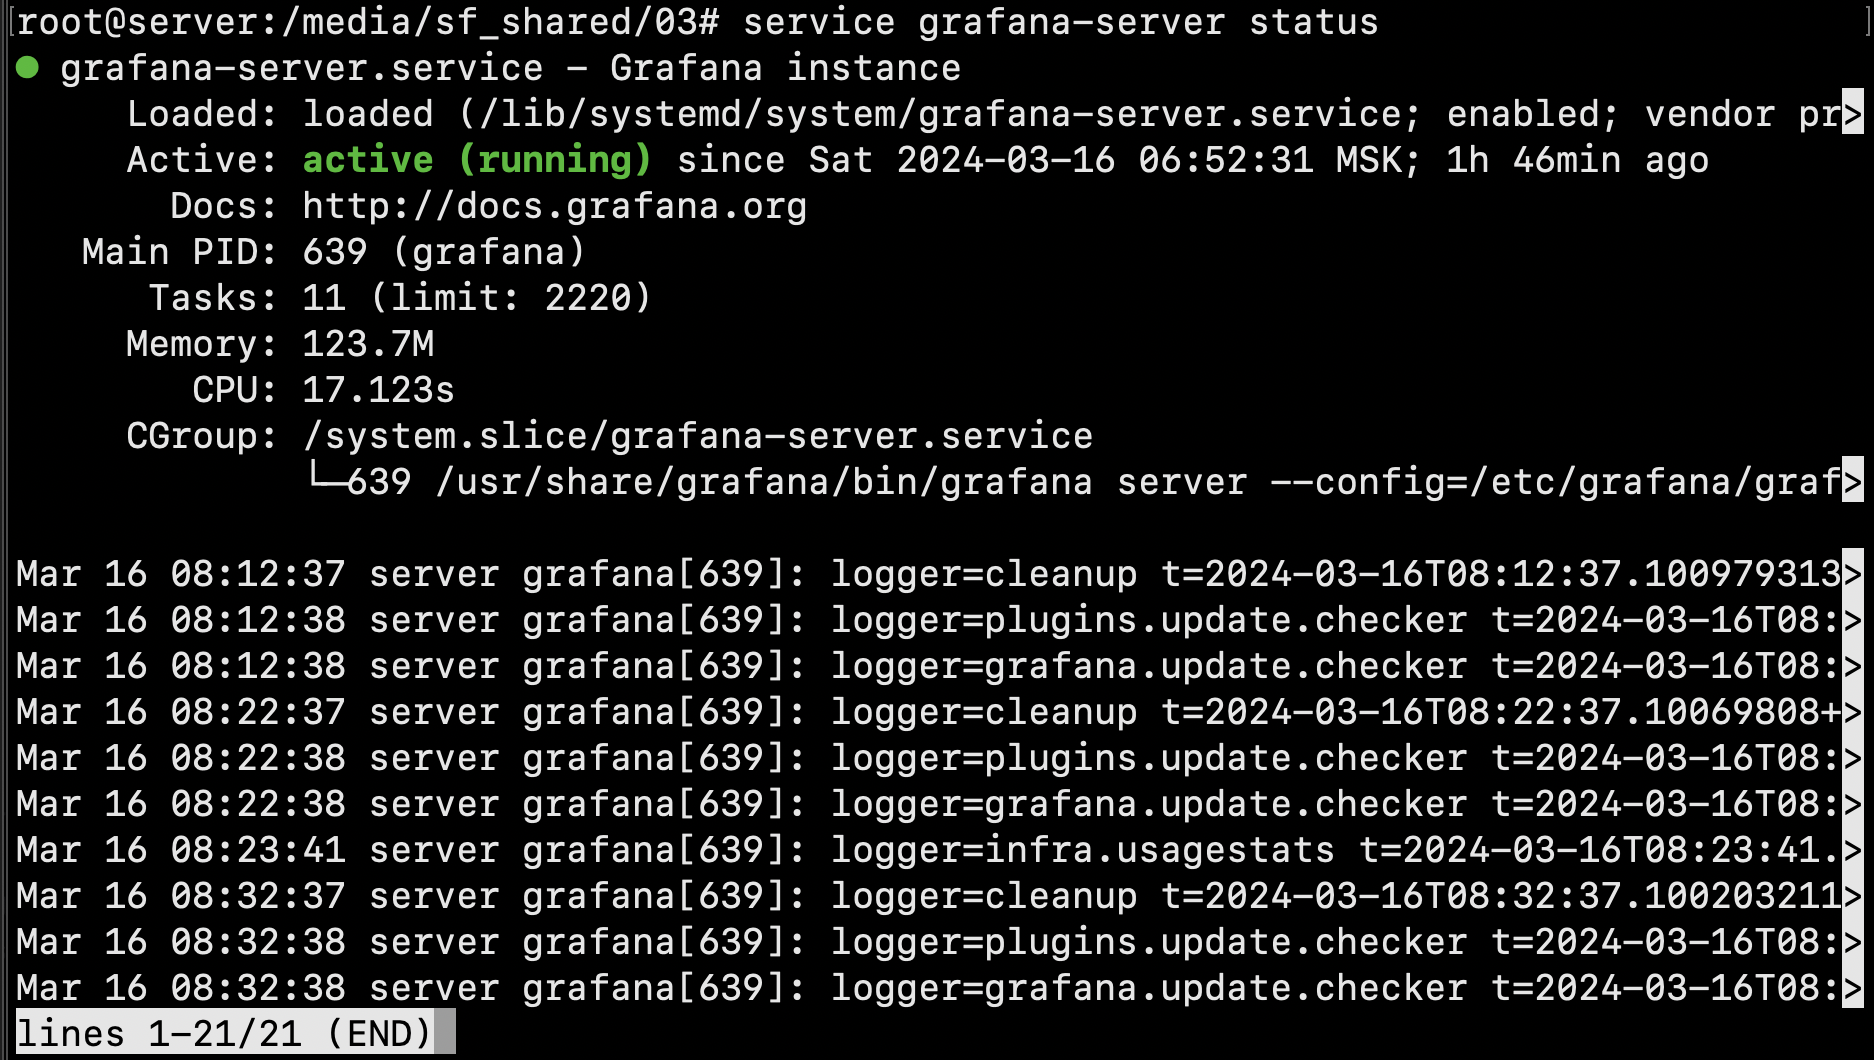 [root@server:/media/sf_shared/03# service grafana-server status]
● grafana-server.service - Grafana instance
     Loaded: loaded (/lib/systemd/system/grafana-server.service; enabled; vendor pr>
     Active: active (running) since Sat 2024-03-16 06:52:31 MSK; 1h 46min ago
       Docs: http://docs.grafana.org
   Main PID: 639 (grafana)
      Tasks: 11 (limit: 2220)
     Memory: 123.7M
        CPU: 17.123s
     CGroup: /system.slice/grafana-server.service
             └─639 /usr/share/grafana/bin/grafana server --config=/etc/grafana/graf>

Mar 16 08:12:37 server grafana[639]: logger=cleanup t=2024-03-16T08:12:37.100979313>
Mar 16 08:12:38 server grafana[639]: logger=plugins.update.checker t=2024-03-16T08:>
Mar 16 08:12:38 server grafana[639]: logger=grafana.update.checker t=2024-03-16T08:>
Mar 16 08:22:37 server grafana[639]: logger=cleanup t=2024-03-16T08:22:37.10069808+>
Mar 16 08:22:38 server grafana[639]: logger=plugins.update.checker t=2024-03-16T08:>
Mar 16 08:22:38 server grafana[639]: logger=grafana.update.checker t=2024-03-16T08:>
Mar 16 08:23:41 server grafana[639]: logger=infra.usagestats t=2024-03-16T08:23:41.>
Mar 16 08:32:37 server grafana[639]: logger=cleanup t=2024-03-16T08:32:37.100203211>
Mar 16 08:32:38 server grafana[639]: logger=plugins.update.checker t=2024-03-16T08:>
Mar 16 08:32:38 server grafana[639]: logger=grafana.update.checker t=2024-03-16T08:>
lines 1-21/21 (END)